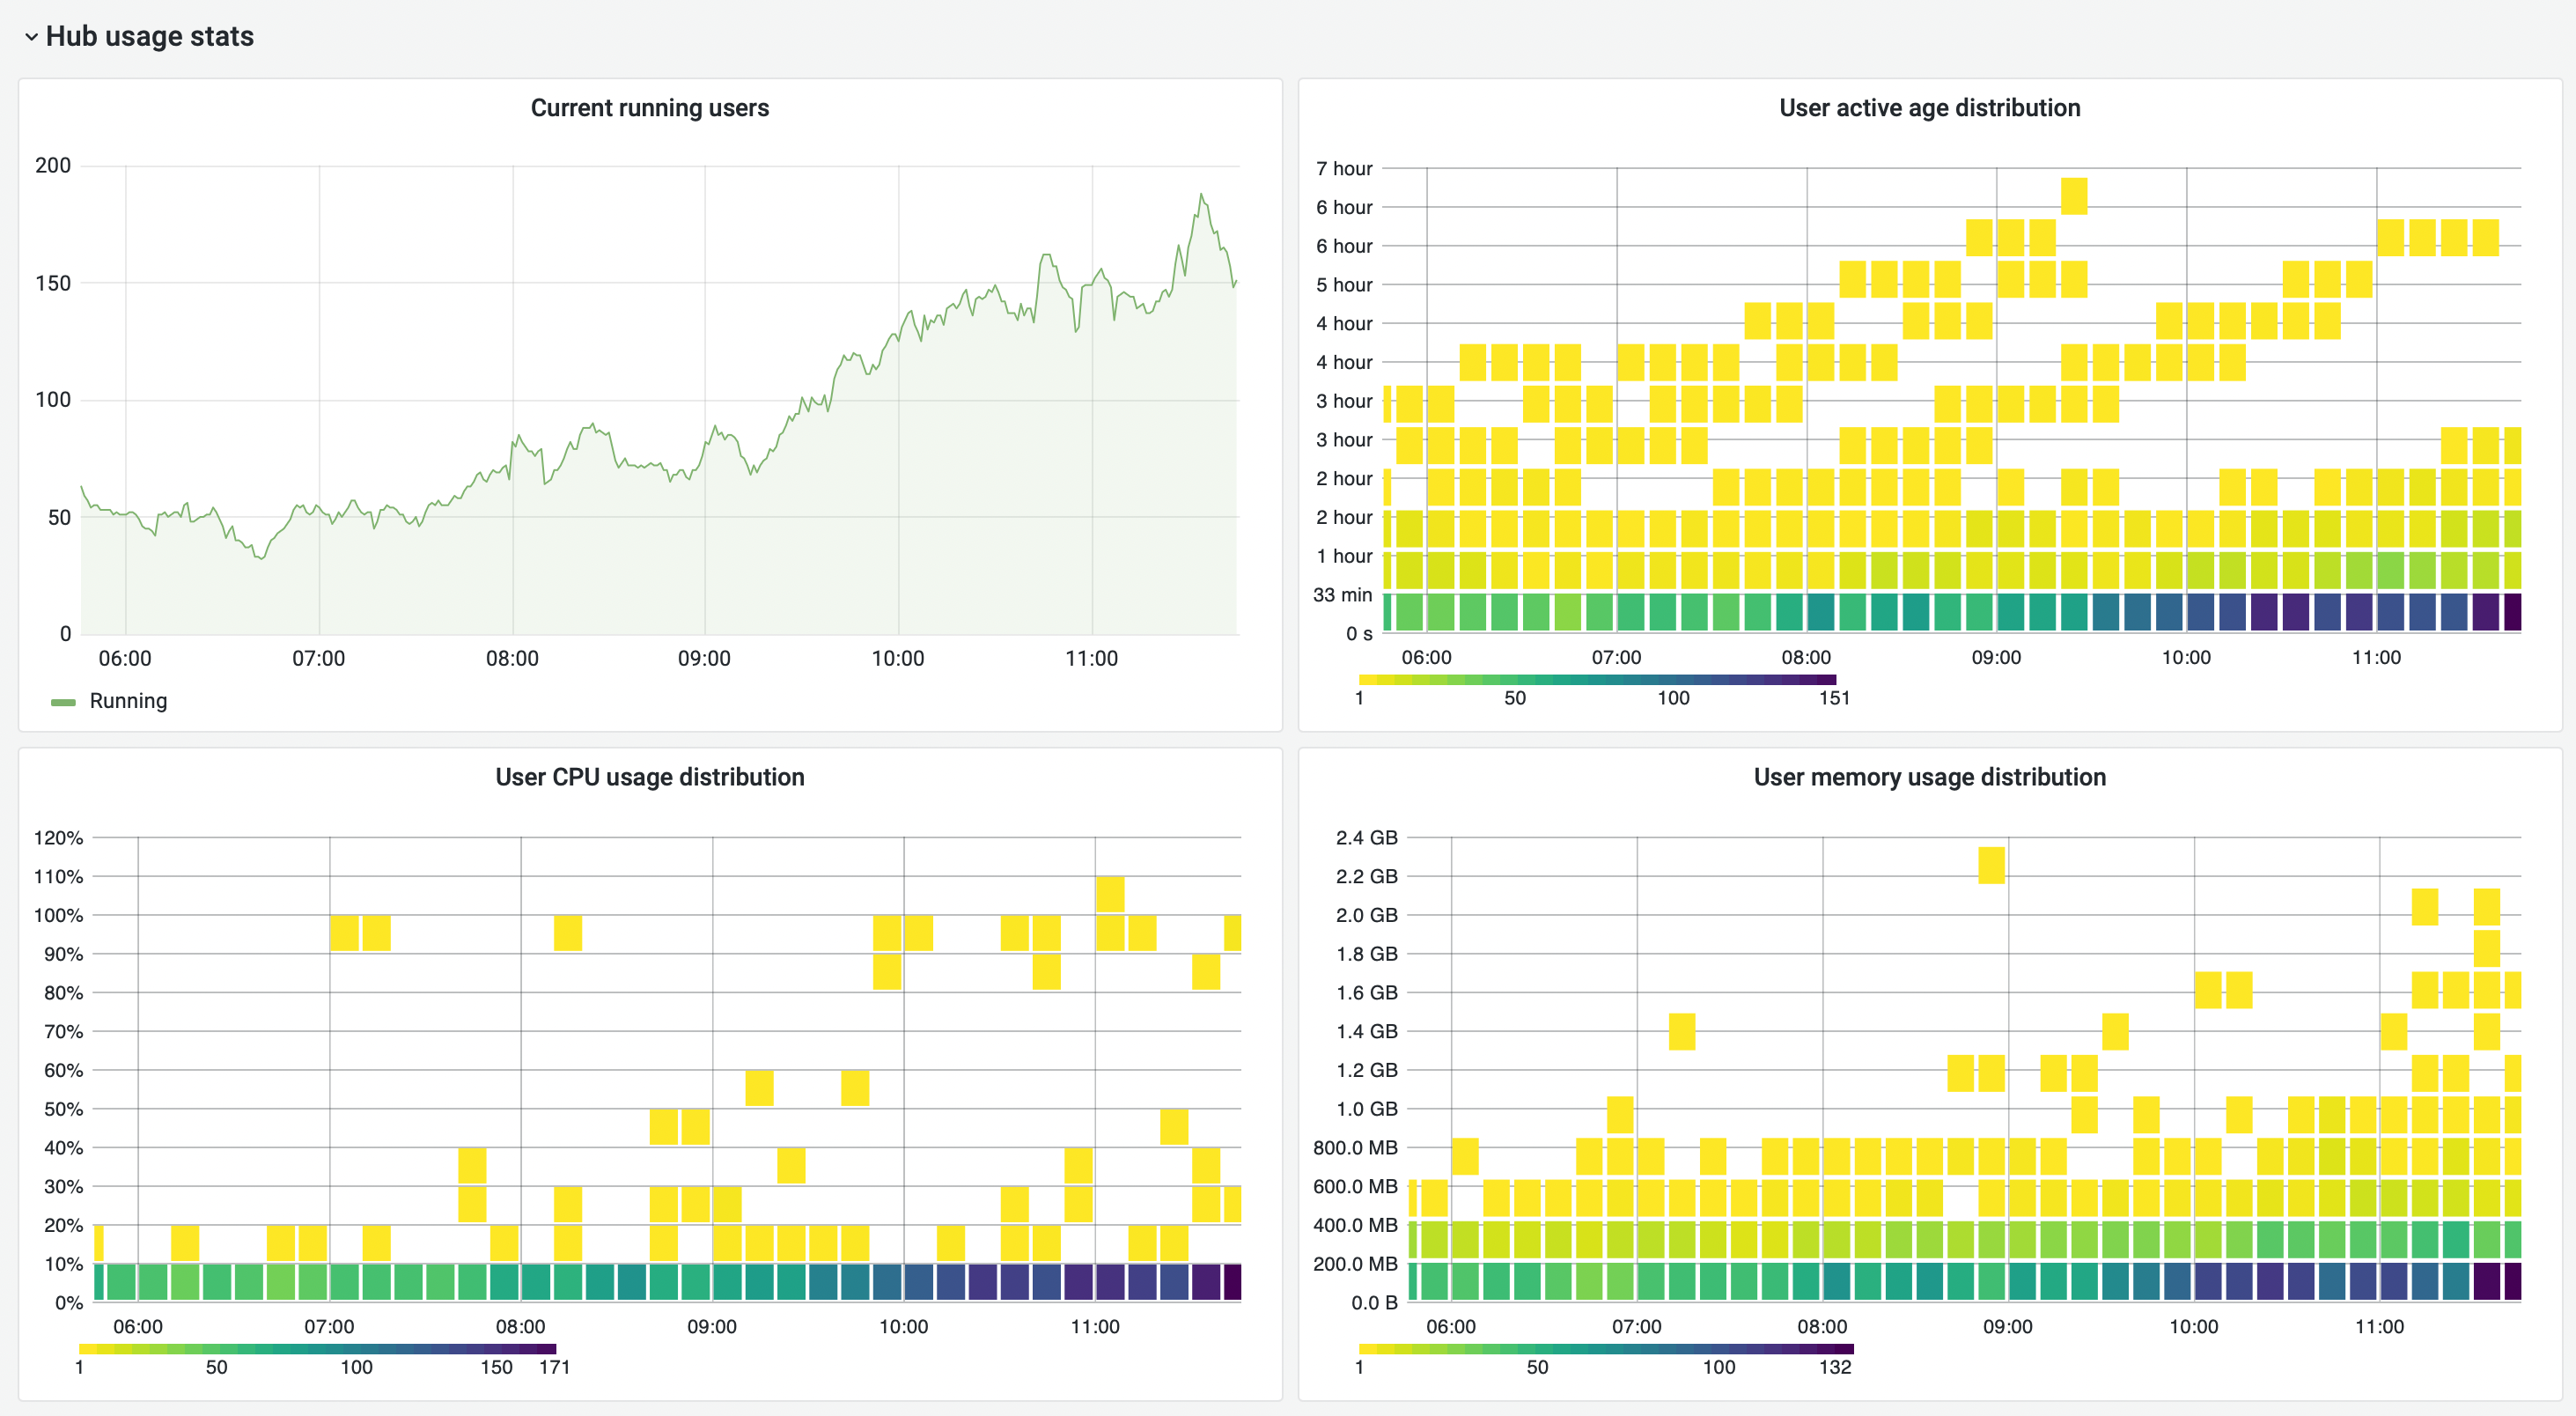 Hub usage stats
Current running users
200
150
100
50
0
06:00 07:00 08:00 09:00 10:00 11:00
Running
User active age distribution
7 hour
6 hour
6 hour
5 hour
4 hour
4 hour
3 hour
3 hour
2 hour
2 hour
1 hour
33 min
0 s
06:00 07:00 08:00 09:00 10:00 11:00
1 50 100 151
User CPU usage distribution
120%
110%
100%
90%
80%
70%
60%
50%
40%
30%
20%
10%
0%
06:00 07:00 08:00 09:00 10:00 11:00
1 50 100 150 171
User memory usage distribution
2.4 GB
2.2 GB
2.0 GB
1.8 GB
1.6 GB
1.4 GB
1.2 GB
1.0 GB
800.0 MB
600.0 MB
400.0 MB
200.0 MB
0.0 B
06:00 07:00 08:00 09:00 10:00 11:00
1 50 100 132